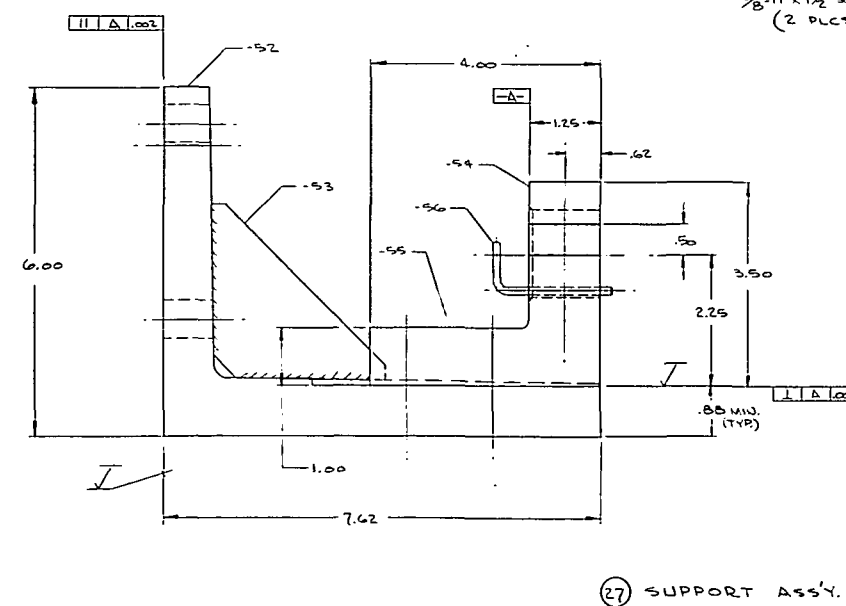 (2 PLCS
|| A .002
-52
4.00
-A-
1.25
.62
-54
-53
-56
.50
-55
6.00
3.50
2.25
⊥ A .00
.88 MIN.
(TYP.)
1.00
7.62
27 SUPPORT ASS'Y.